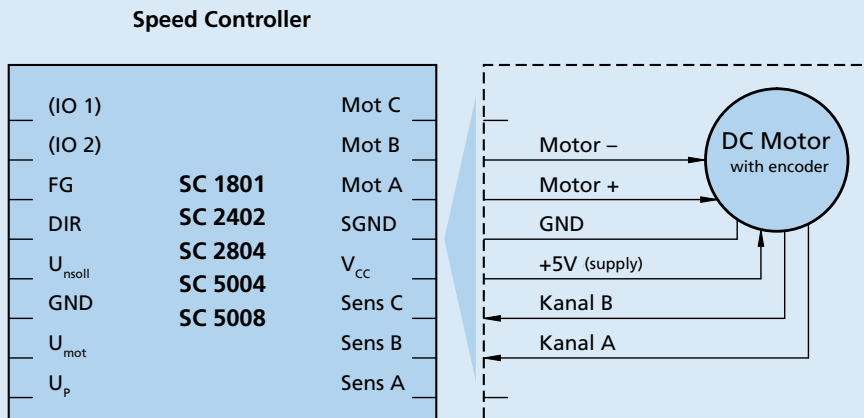 Speed Controller
(IO 1)
(IO 2)
FG
DIR
Unsoll
GND
Umot
UP
SC 1801
SC 2402
SC 2804
SC 5004
SC 5008
Mot C
Mot B
Mot A
SGND
VCC
Sens C
Sens B
Sens A
Motor –
Motor +
GND
+5V (supply)
Kanal B
Kanal A
DC Motor
with encoder